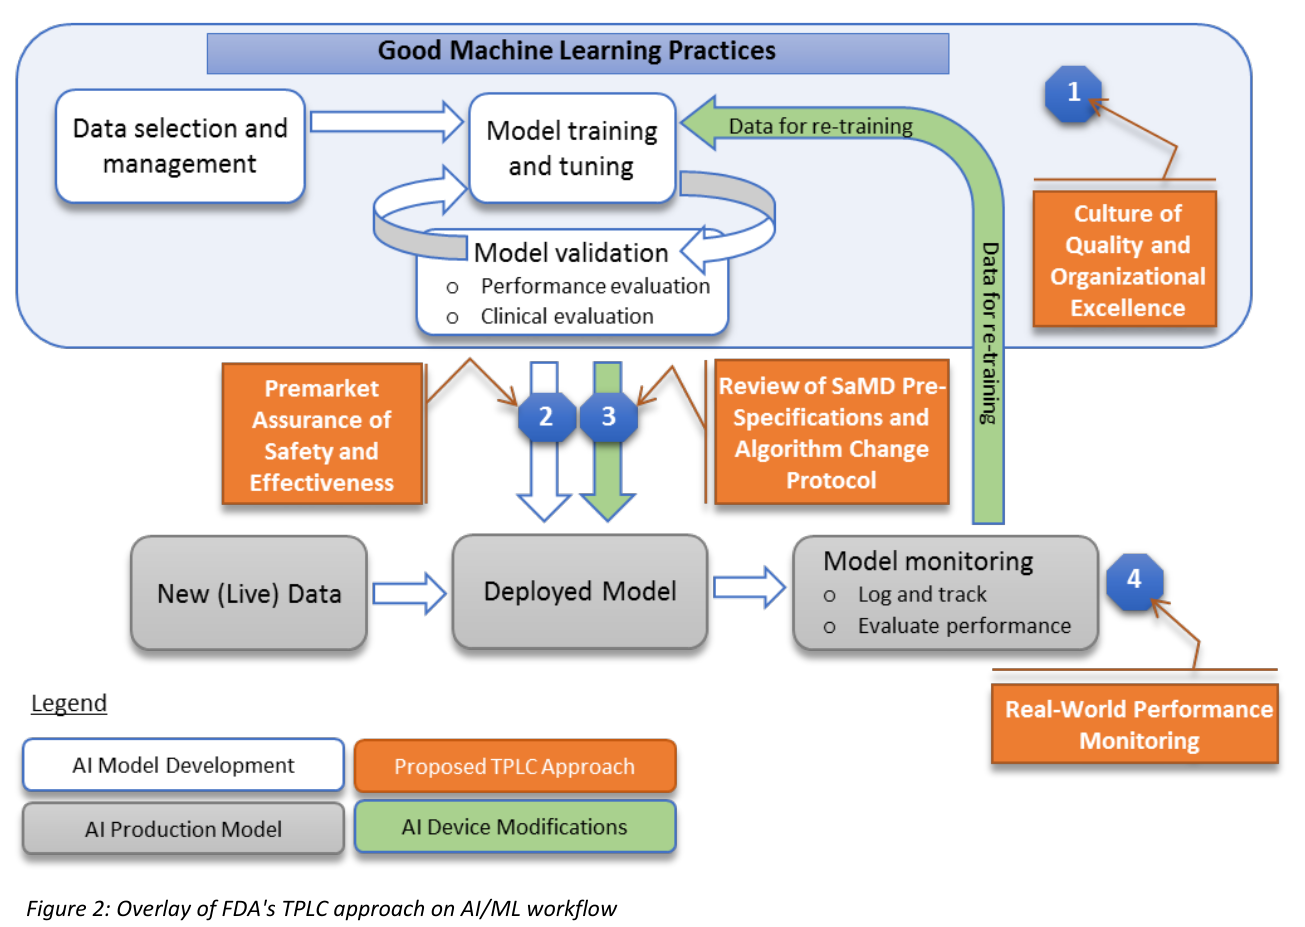 Good Machine Learning Practices
Data selection and
management
Model training
and tuning
Data for re-training
1
Culture of
Quality and
Organizational
Excellence
Model validation
o Performance evaluation
o Clinical evaluation
Data for re-training
Premarket
Assurance of
Safety and
Effectiveness
2
3
Review of SaMD Pre-
Specifications and
Algorithm Change
Protocol
New (Live) Data
Deployed Model
Model monitoring
o Log and track
o Evaluate performance
4
Real-World Performance
Monitoring
Legend
AI Model Development
Proposed TPLC Approach
AI Production Model
AI Device Modifications
Figure 2: Overlay of FDA's TPLC approach on AI/ML workflow